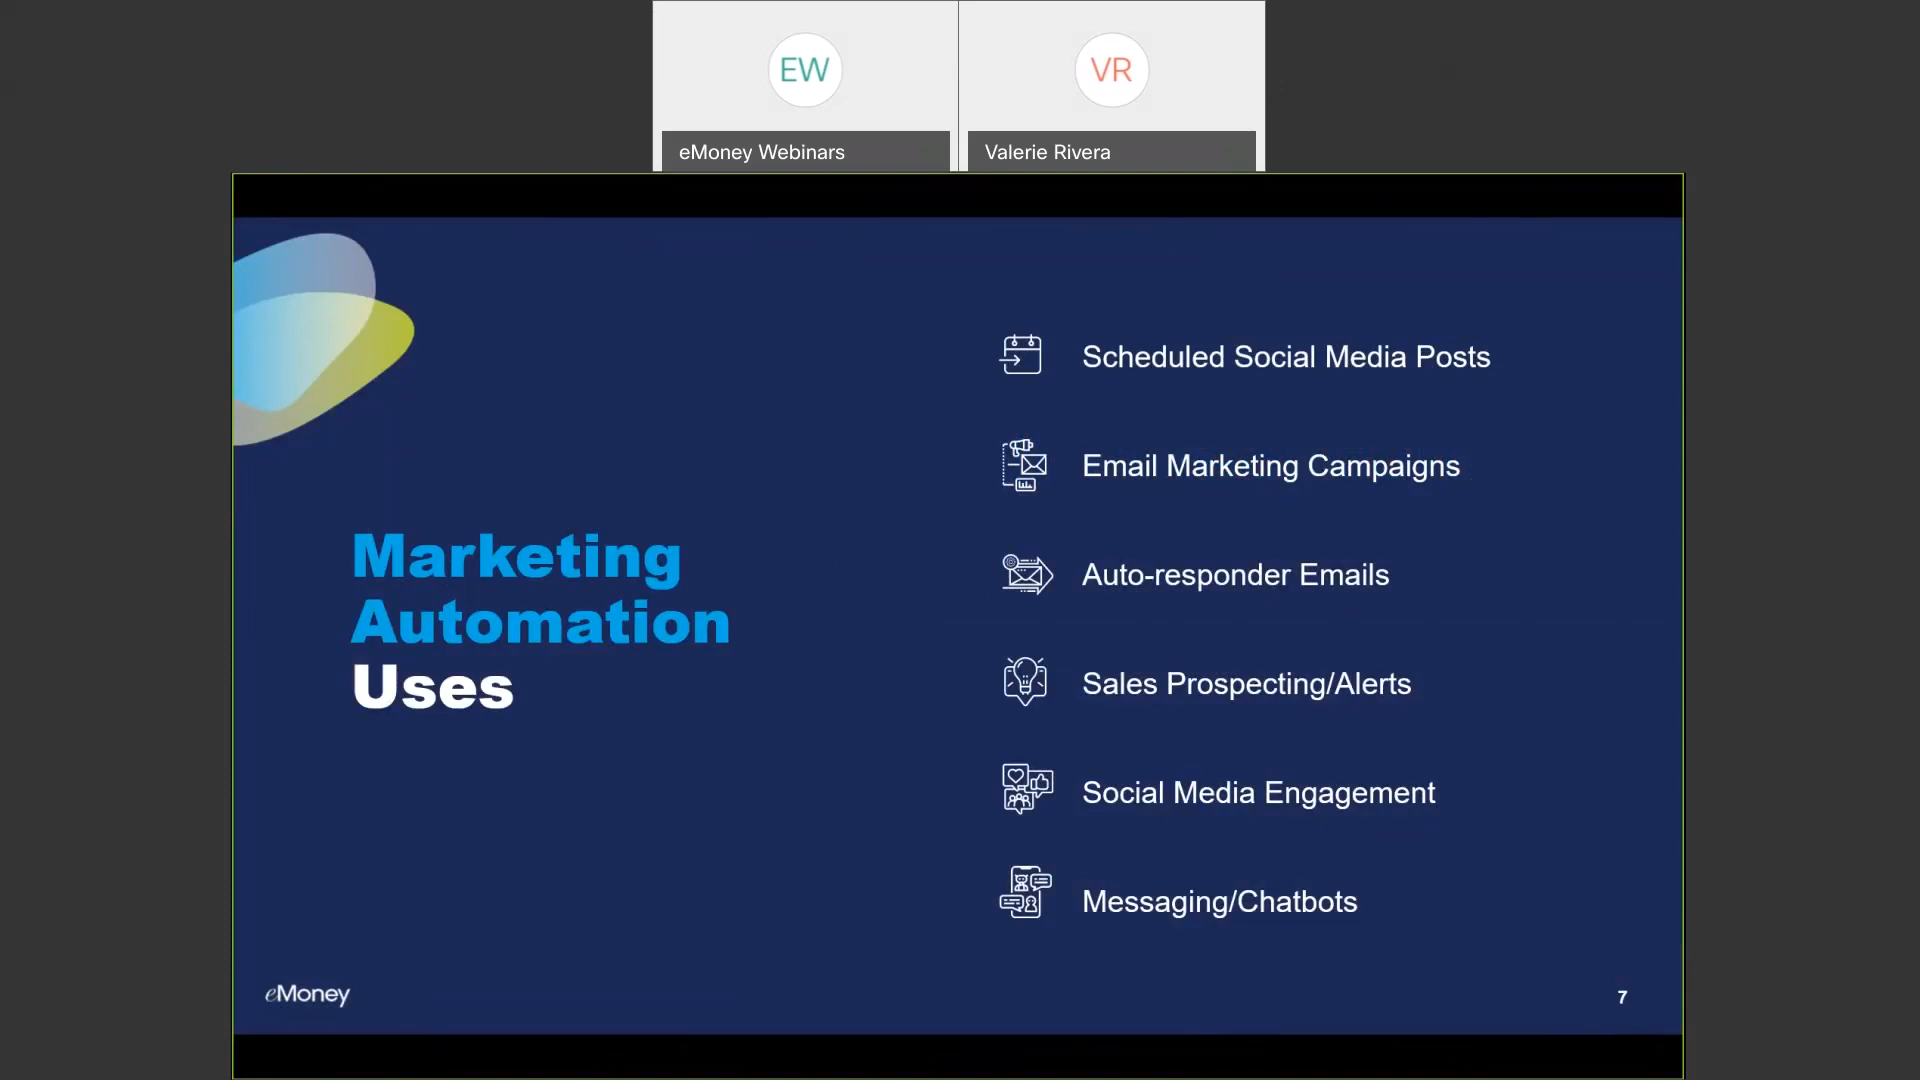 EW
VR
eMoney Webinars
Valerie Rivera
Marketing
Automation
Uses
Scheduled Social Media Posts
Email Marketing Campaigns
Auto-responder Emails
Sales Prospecting/Alerts
Social Media Engagement
Messaging/Chatbots
eMoney
7